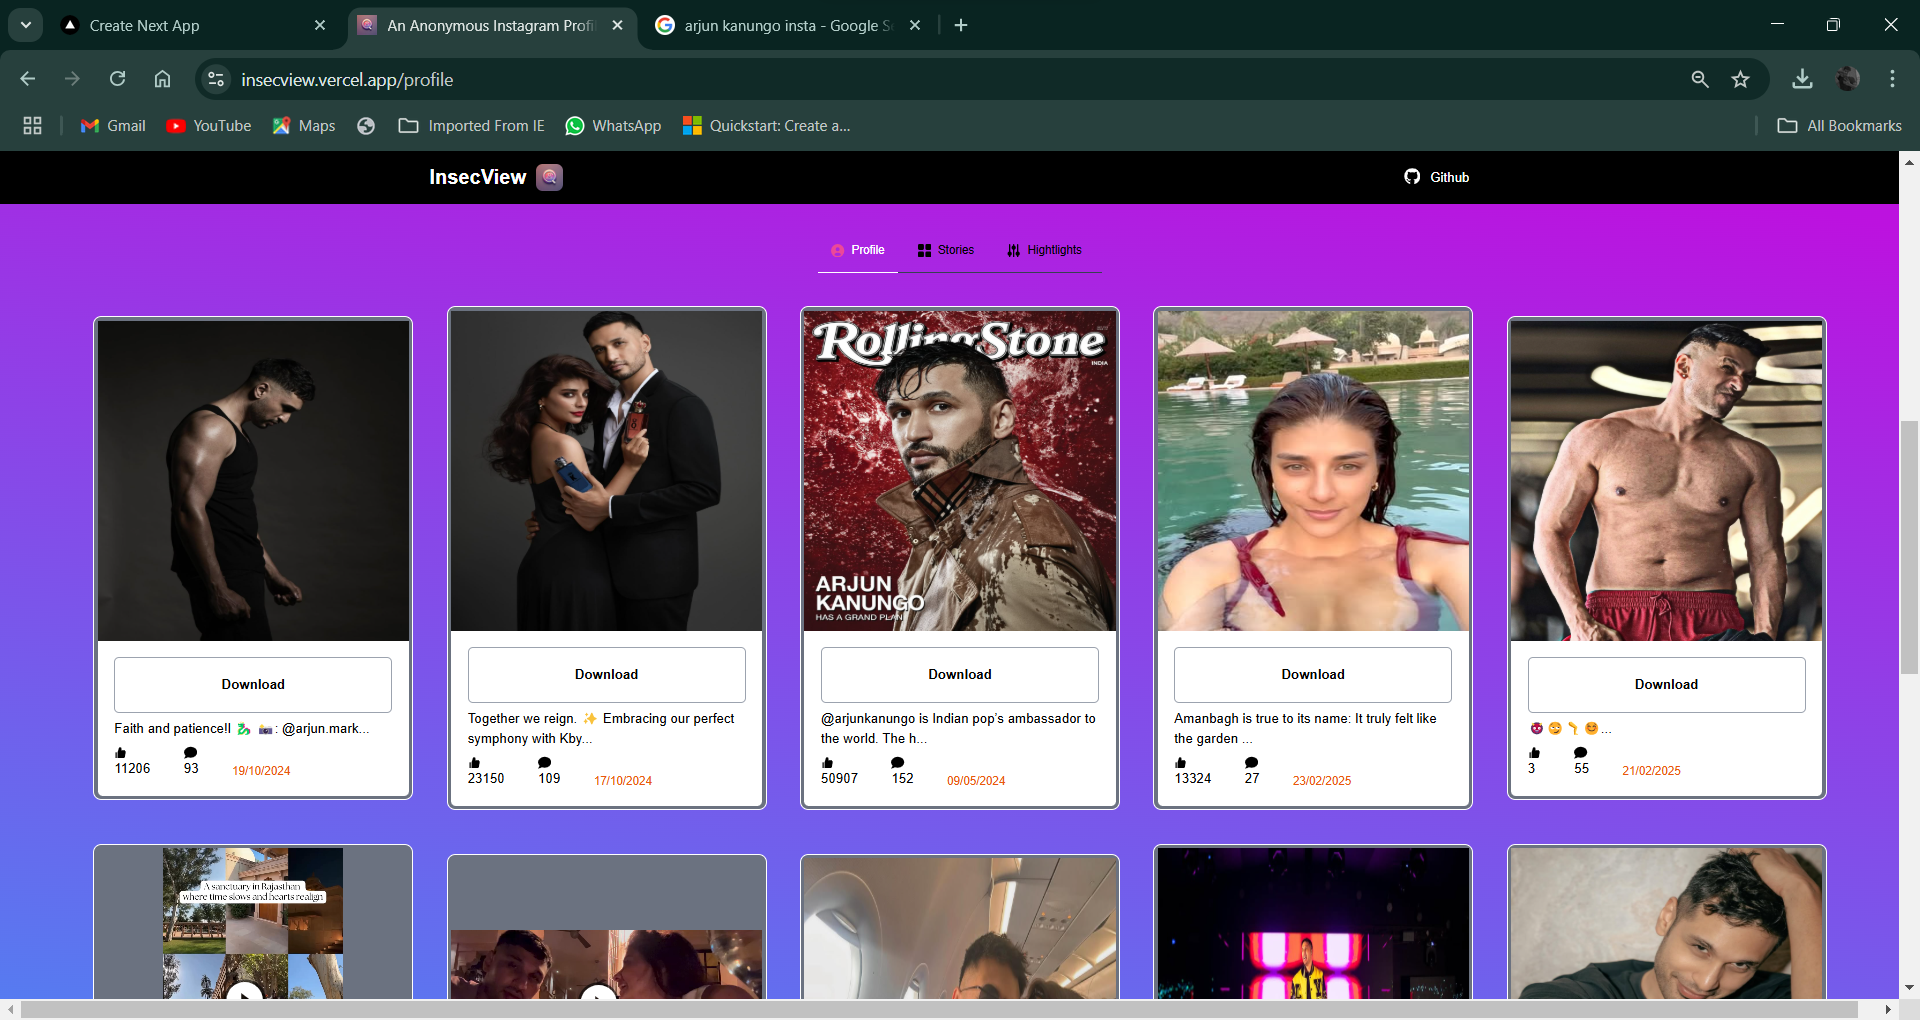 Create Next App
An Anonymous Instagram Profi
arjun kanungo insta - Google Se
insecview.vercel.app/profile
Gmail
YouTube
Maps
Imported From IE
WhatsApp
Quickstart: Create a...
All Bookmarks
InsecView
Github
Profile
Stories
Hightlights
RollingStone
INDIA
ARJUN
KANUNGO
HAS A GRAND PLAN
Download
Faith and patience!! 🐉 📷 : @arjun.mark...
11206
93
19/10/2024
Download
Together we reign. ✨ Embracing our perfect
symphony with Kby...
23150
109
17/10/2024
Download
@arjunkanungo is Indian pop's ambassador to
the world. The h...
50907
152
09/05/2024
Download
Amanbagh is true to its name: It truly felt like
the garden ...
13324
27
23/02/2025
Download
...
3
55
21/02/2025
A sanctuary in Rajasthan
where time slows and hearts realign